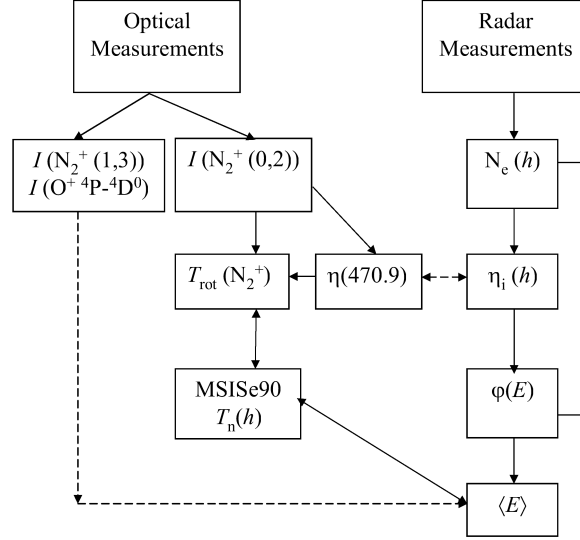 Optical
Measurements
Radar
Measurements
I (N₂⁺ (1,3))
I (O⁺ ⁴P-⁴D⁰)
I (N₂⁺ (0,2))
Nₑ (h)
T_rot (N₂⁺)
η(470.9)
ηᵢ (h)
MSISe90
Tₙ(h)
φ(E)
⟨E⟩